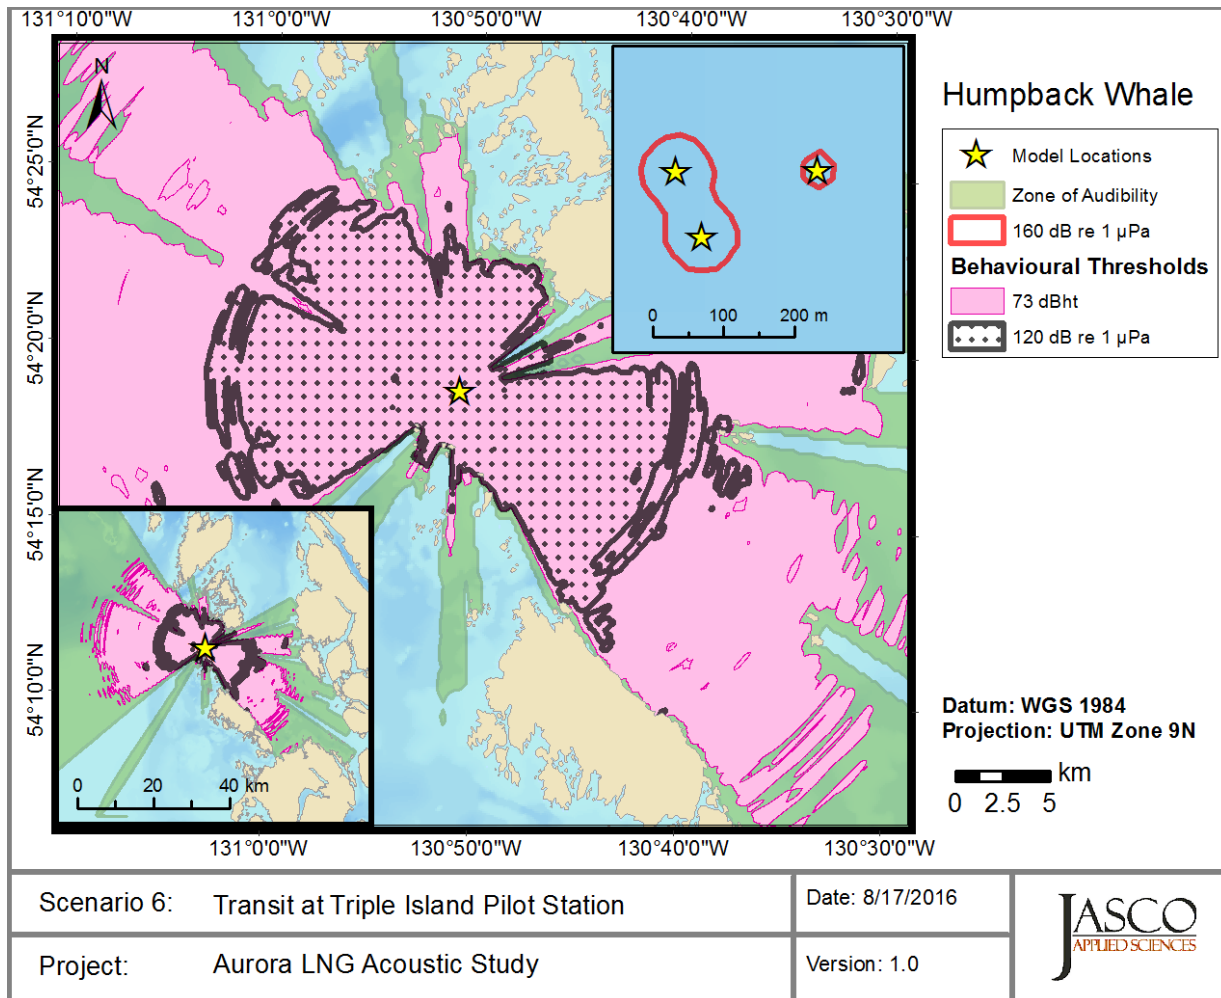 131°10'0"W 131°0'0"W 130°50'0"W 130°40'0"W 130°30'0"W
N
54°25'0"N
54°20'0"N
54°15'0"N
54°10'0"N
0 100 200 m
0 20 40 km
131°0'0"W 130°50'0"W 130°40'0"W 130°30'0"W
Humpback Whale
Model Locations
Zone of Audibility
160 dB re 1 µPa
Behavioural Thresholds
73 dBht
120 dB re 1 µPa
Datum: WGS 1984
Projection: UTM Zone 9N
km
0 2.5 5
Scenario 6: Transit at Triple Island Pilot Station
Date: 8/17/2016
Project: Aurora LNG Acoustic Study
Version: 1.0
JASCO
APPLIED SCIENCES